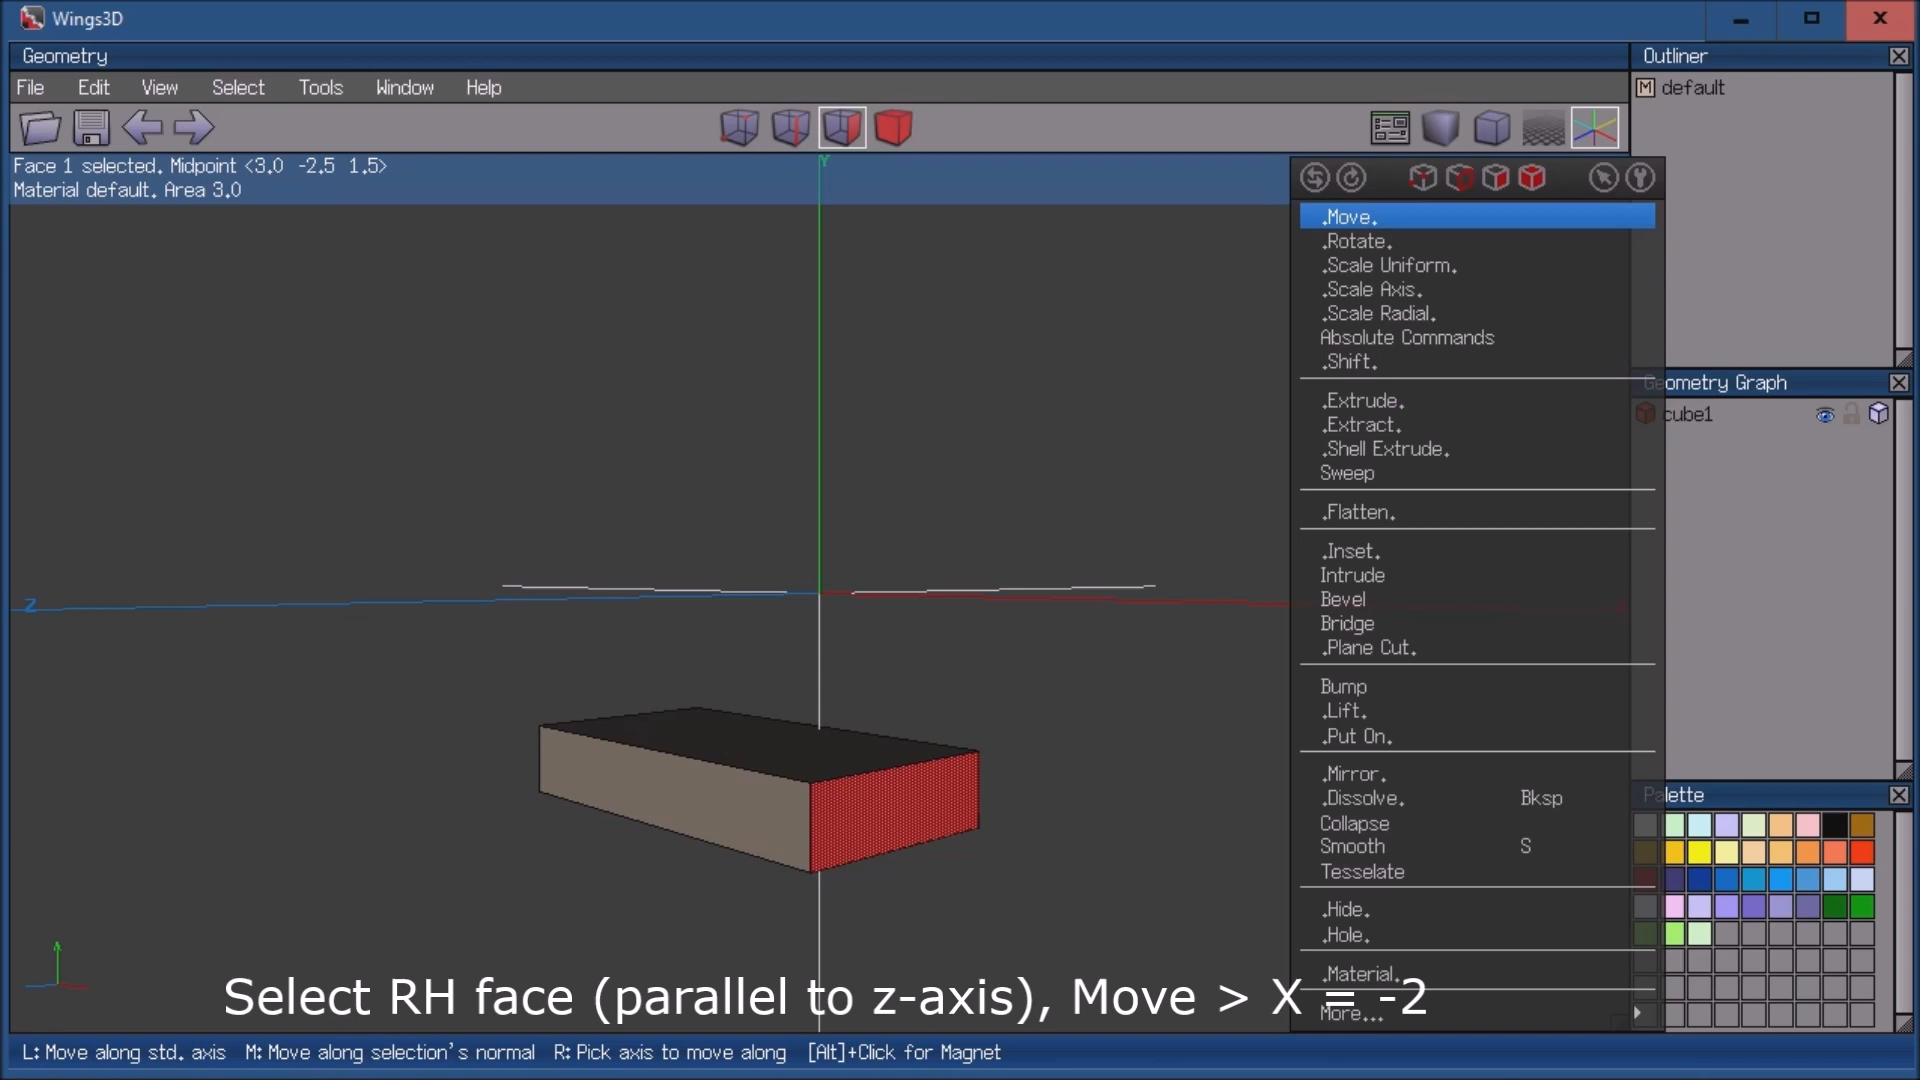 Wings3D
Geometry
Outliner
File Edit View Select Tools Window Help
M default
Face 1 selected. Midpoint <3.0 -2.5 1.5>
Material default. Area 3.0
Y
Z
.Move.
.Rotate.
.Scale Uniform.
.Scale Axis.
.Scale Radial.
Absolute Commands
.Shift.
.Extrude.
.Extract.
.Shell Extrude.
Sweep
.Flatten.
.Inset.
Intrude
Bevel
Bridge
.Plane Cut.
Bump
.Lift.
.Put On.
.Mirror.
.Dissolve. Bksp
Collapse
Smooth S
Tesselate
.Hide.
.Hole.
.Material.
More...
Geometry Graph
cube1
Palette
Select RH face (parallel to z-axis), Move > X = -2
L: Move along std. axis M: Move along selection's normal R: Pick axis to move along [Alt]+Click for Magnet